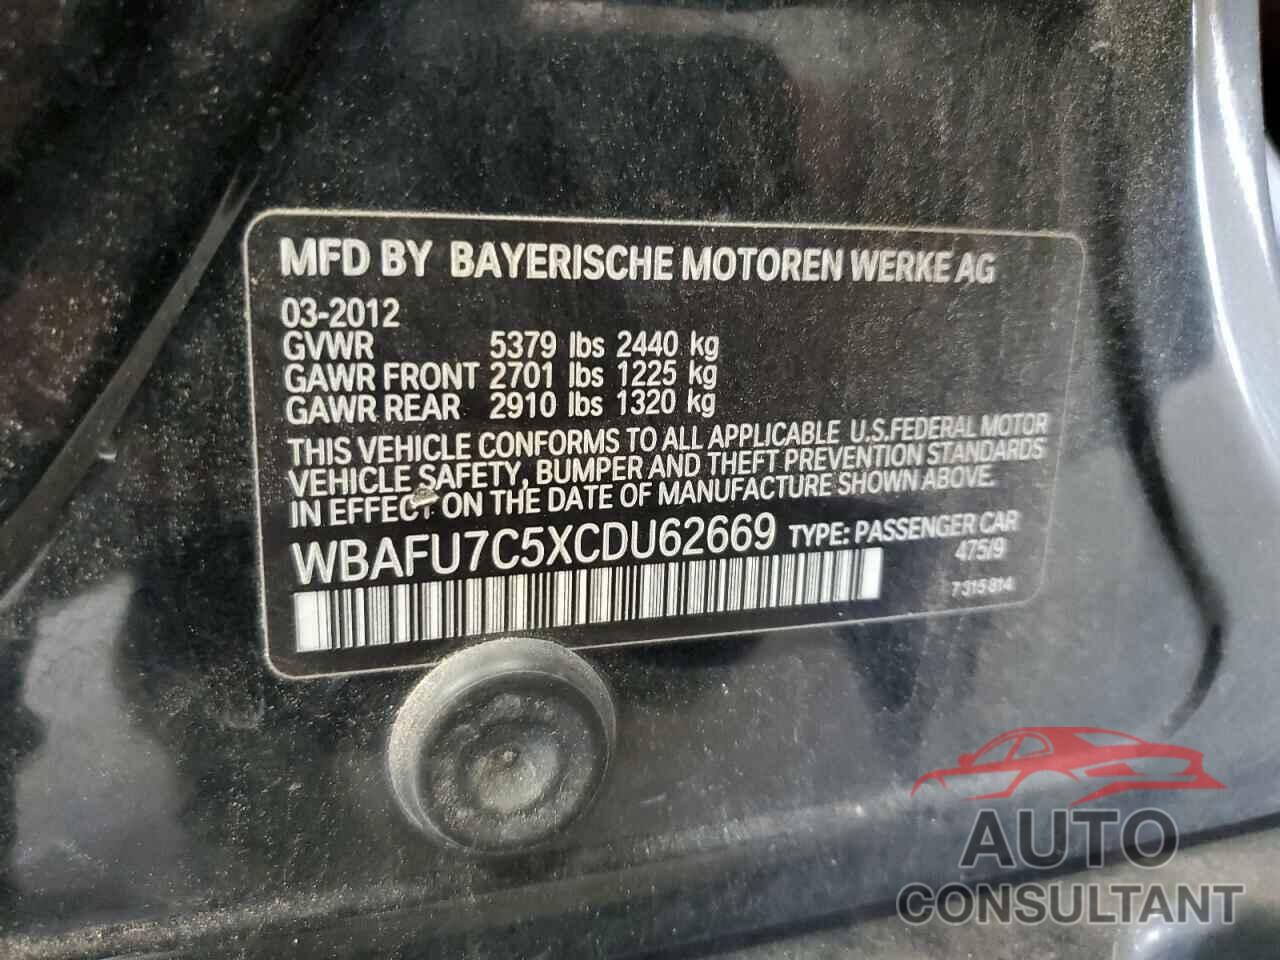 MFD BY BAYERISCHE MOTOREN WERKE AG
03-2012
GVWR 5379 lbs 2440 kg
GAWR FRONT 2701 lbs 1225 kg
GAWR REAR 2910 lbs 1320 kg
THIS VEHICLE CONFORMS TO ALL APPLICABLE U.S.FEDERAL MOTOR
VEHICLE SAFETY, BUMPER AND THEFT PREVENTION STANDARDS
IN EFFECT ON THE DATE OF MANUFACTURE SHOWN ABOVE.
WBAFU7C5XCDU62669 TYPE: PASSENGER CAR
475/9
7 315 814
AUTO
CONSULTANT